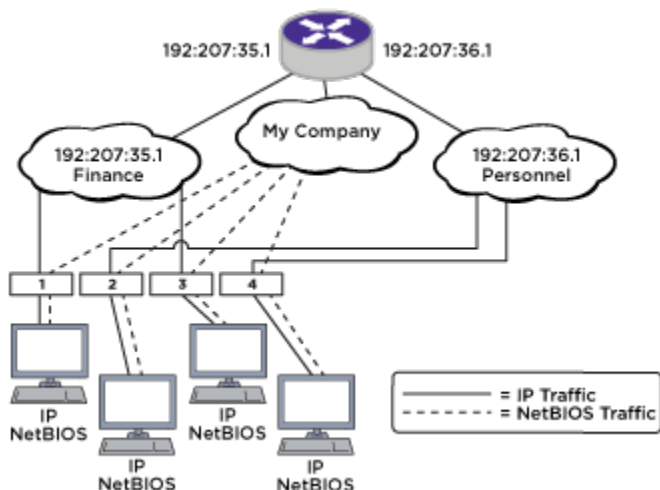 192:207:35.1
192:207:36.1
My Company
192:207:35.1
Finance
192:207:36.1
Personnel
1
2
3
4
IP
NetBIOS
IP
NetBIOS
IP
NetBIOS
IP
NetBIOS
= IP Traffic
= NetBIOS Traffic